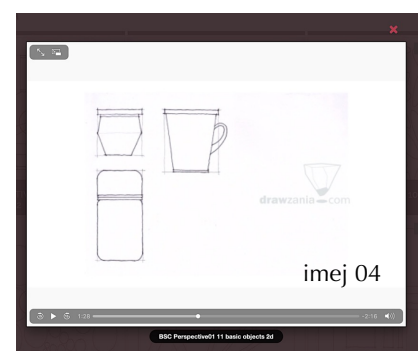 drawzania.com
imej 04
1:38
-2:16
BSC Perspective01 11 basic objects 2d